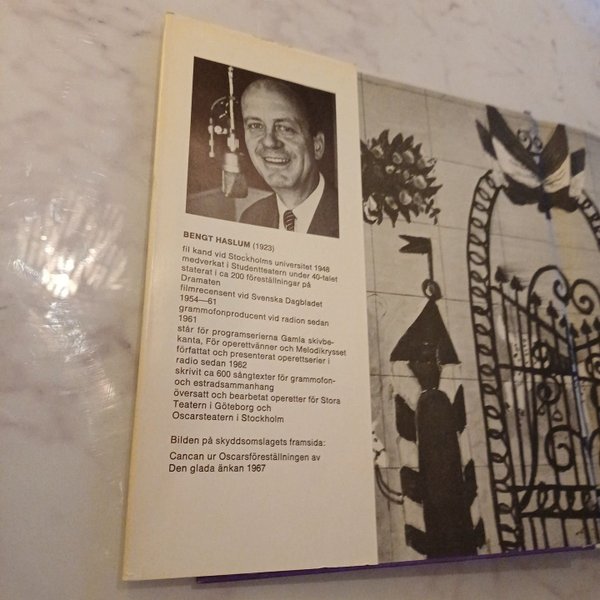 BENGT HASLUM (1923)
fil kand vid Stockholms universitet 1948
medverkat i Studentteatern under 40-talet
staterat i ca 200 föreställningar på
Dramaten
filmrecensent vid Svenska Dagbladet
1954—61
grammofonproducent vid radion sedan
1961
står för programserierna Gamla skivbe-
kanta, För operettvänner och Melodikrysset
författat och presenterat operettserier i
radio sedan 1962
skrivit ca 600 sångtexter för grammofon-
och estradsammanhang
översatt och bearbetat operetter för Stora
Teatern i Göteborg och
Oscarsteatern i Stockholm
Bilden på skyddsomslagets framsida:
Cancan ur Oscarsföreställningen av
Den glada änkan 1967